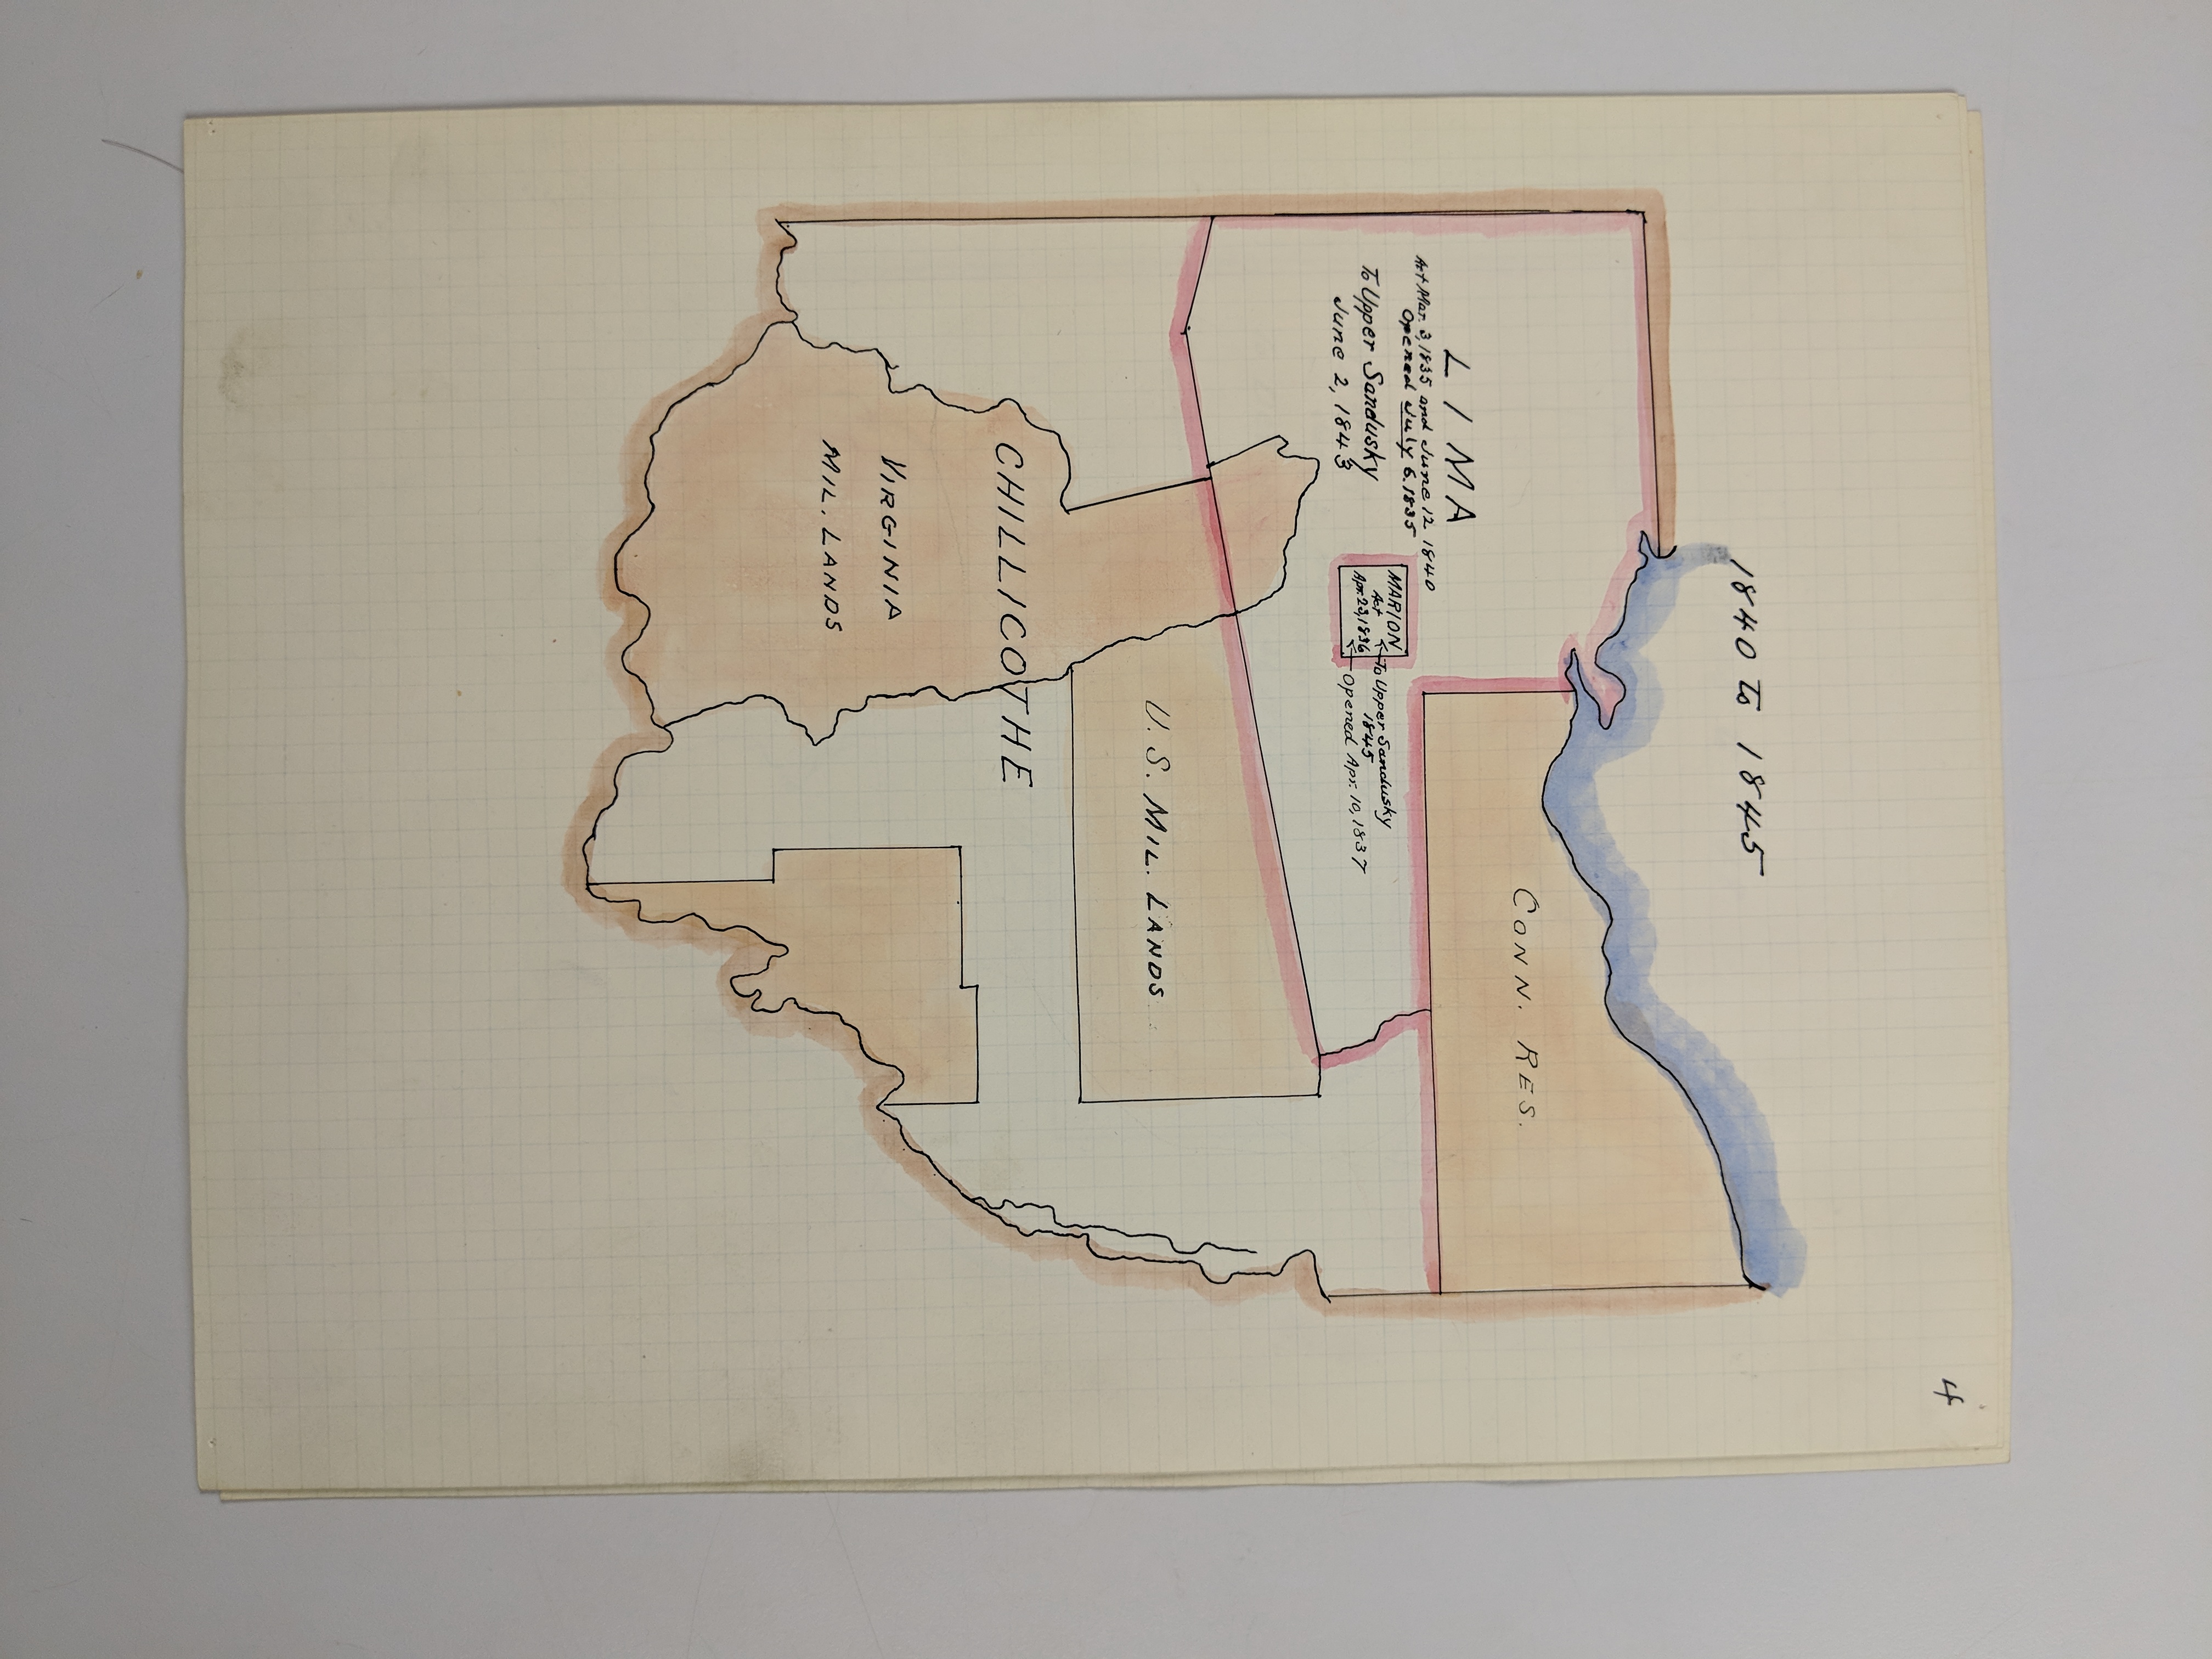 4
1840 to 1845
LIMA
Act Mar. 3, 1835 and June 12 1840
Opened July 6, 1835
To Upper Sandusky
June 2, 1843
MARION
Act
Apr. 23, 1836
To Upper Sandusky
1845
Opened Apr. 10, 1837
CONN. RES.
U.S. MIL. LANDS
CHILLICOTHE
VIRGINIA
MIL. LANDS